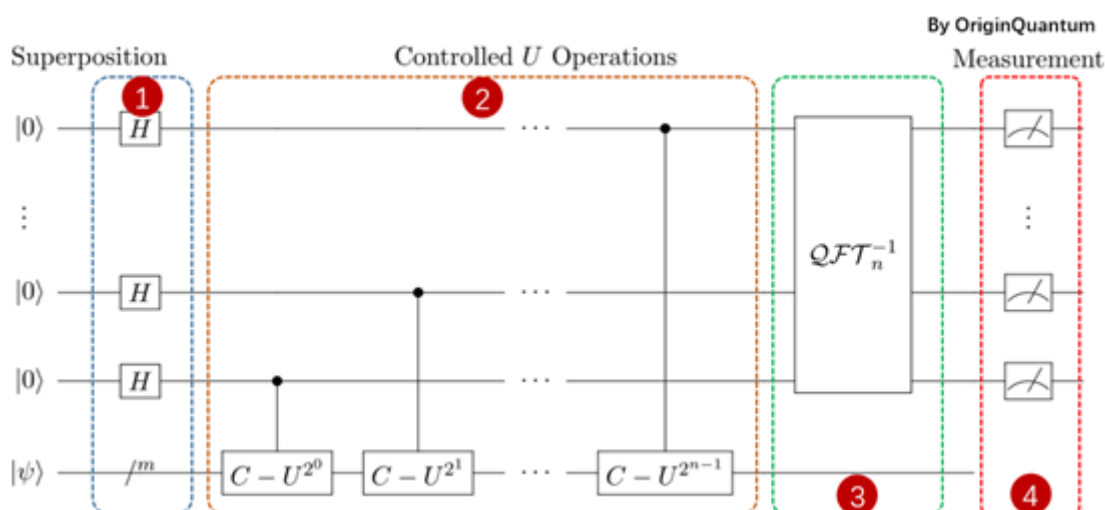 By OriginQuantum
Superposition Controlled U Operations Measurement
1 2
|0⟩ H ⋯
⋮ ⋮
QFT_n^{-1}
|0⟩ H ⋯
|0⟩ H ⋯
|ψ⟩ /^m C − U^{2^0} C − U^{2^1} ⋯ C − U^{2^{n−1}}
3 4